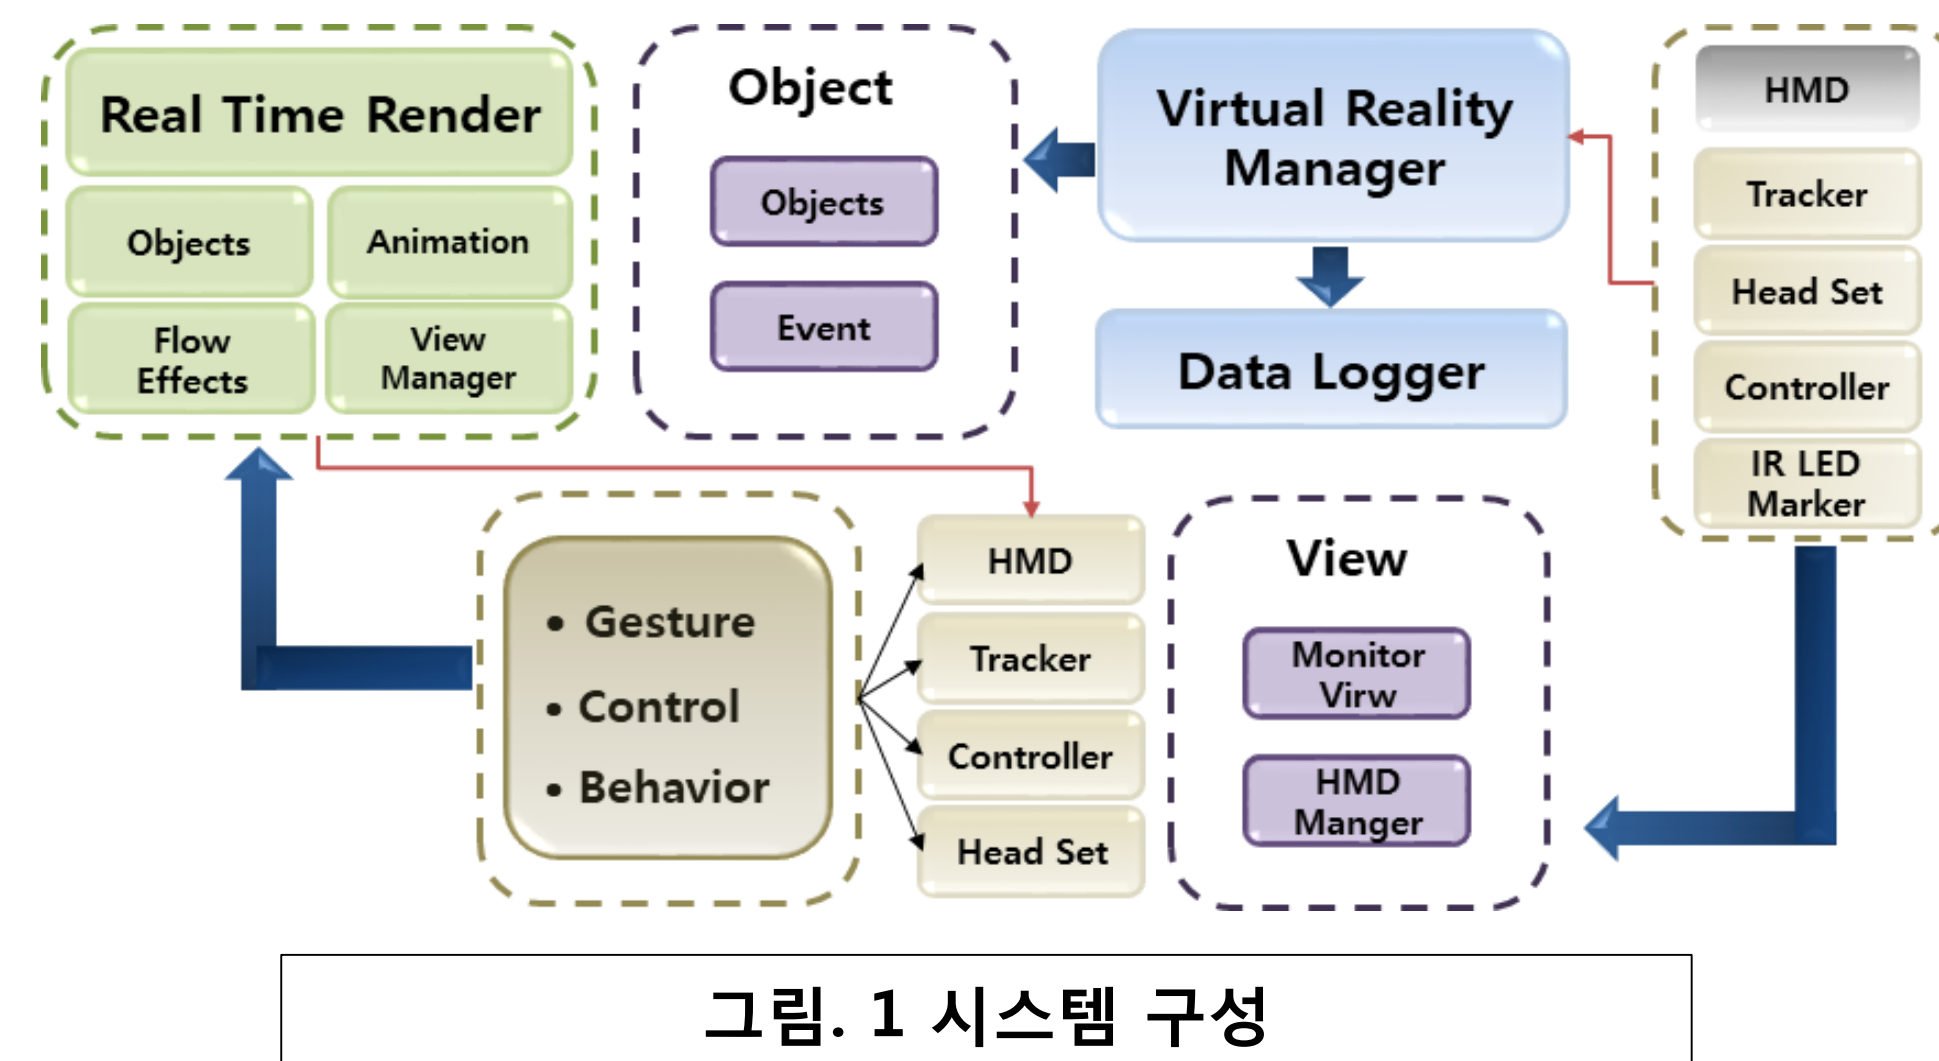 Real Time Render
Objects
Animation
Flow
Effects
View
Manager
Object
Objects
Event
Virtual Reality
Manager
Data Logger
HMD
Tracker
Head Set
Controller
IR LED
Marker
• Gesture
• Control
• Behavior
HMD
Tracker
Controller
Head Set
View
Monitor
Virw
HMD
Manger
그림. 1 시스템 구성